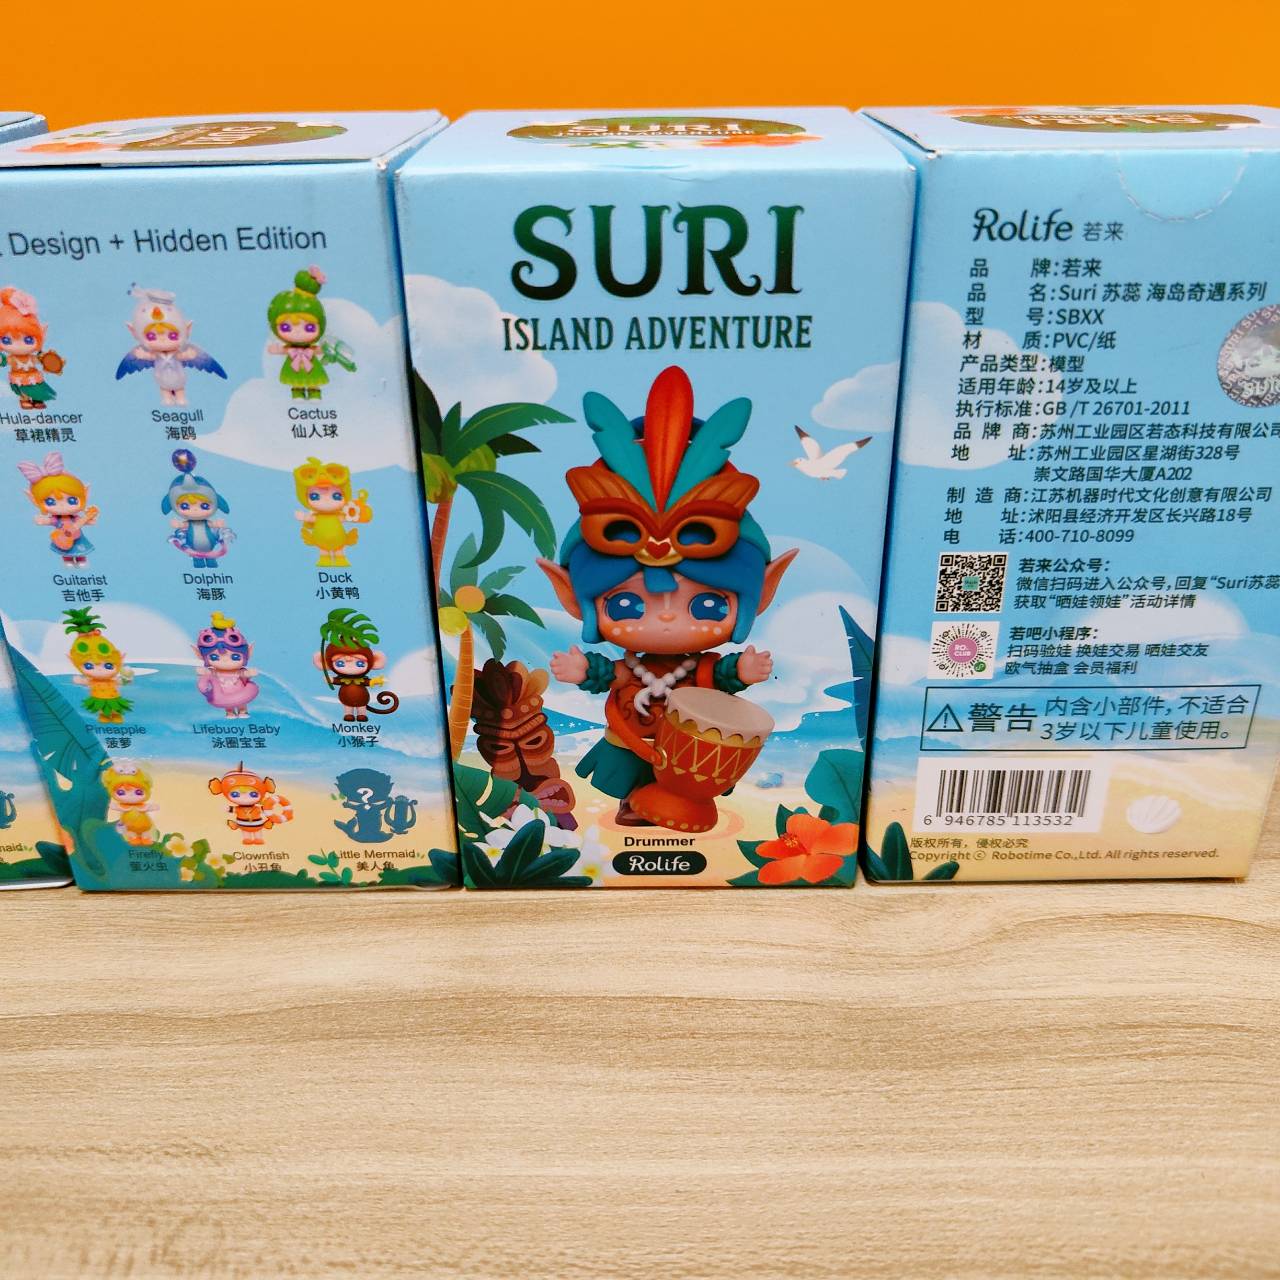 Design + Hidden Edition
Hula-dancer
草裙精灵
Seagull
海鸥
Cactus
仙人球
Guitarist
吉他手
Dolphin
海豚
Duck
小黄鸭
Pineapple
菠萝
Lifebuoy Baby
泳圈宝宝
Monkey
小猴子
?
Firefly
萤火虫
Clownfish
小丑鱼
Little Mermaid
美人鱼
SURI
SURI
ISLAND ADVENTURE
Drummer
Rolife
SURI
Rolife 若来
品 牌:若来
品 名:Suri 苏蕊 海岛奇遇系列
型 号:SBXX
材 质:PVC/纸
产品类型:模型
适用年龄:14岁及以上
执行标准:GB /T 26701-2011
品 牌 商:苏州工业园区若态科技有限公司
地 址:苏州工业园区星湖街328号
崇文路国华大厦A202
制 造 商:江苏机器时代文化创意有限公司
地 址:沭阳县经济开发区长兴路18号
电 话:400-710-8099
若来公众号:
微信扫码进入公众号,回复“Suri苏蕊
获取“晒娃领娃”活动详情
RO.
CLUB
若吧小程序:
扫码验娃 换娃交易 晒娃交友
欧气抽盒 会员福利
警告 内含小部件,不适合
3岁以下儿童使用。
6 946785 113532
版权所有,侵权必究
Copyright © Robotime Co.,Ltd. All rights reserved.